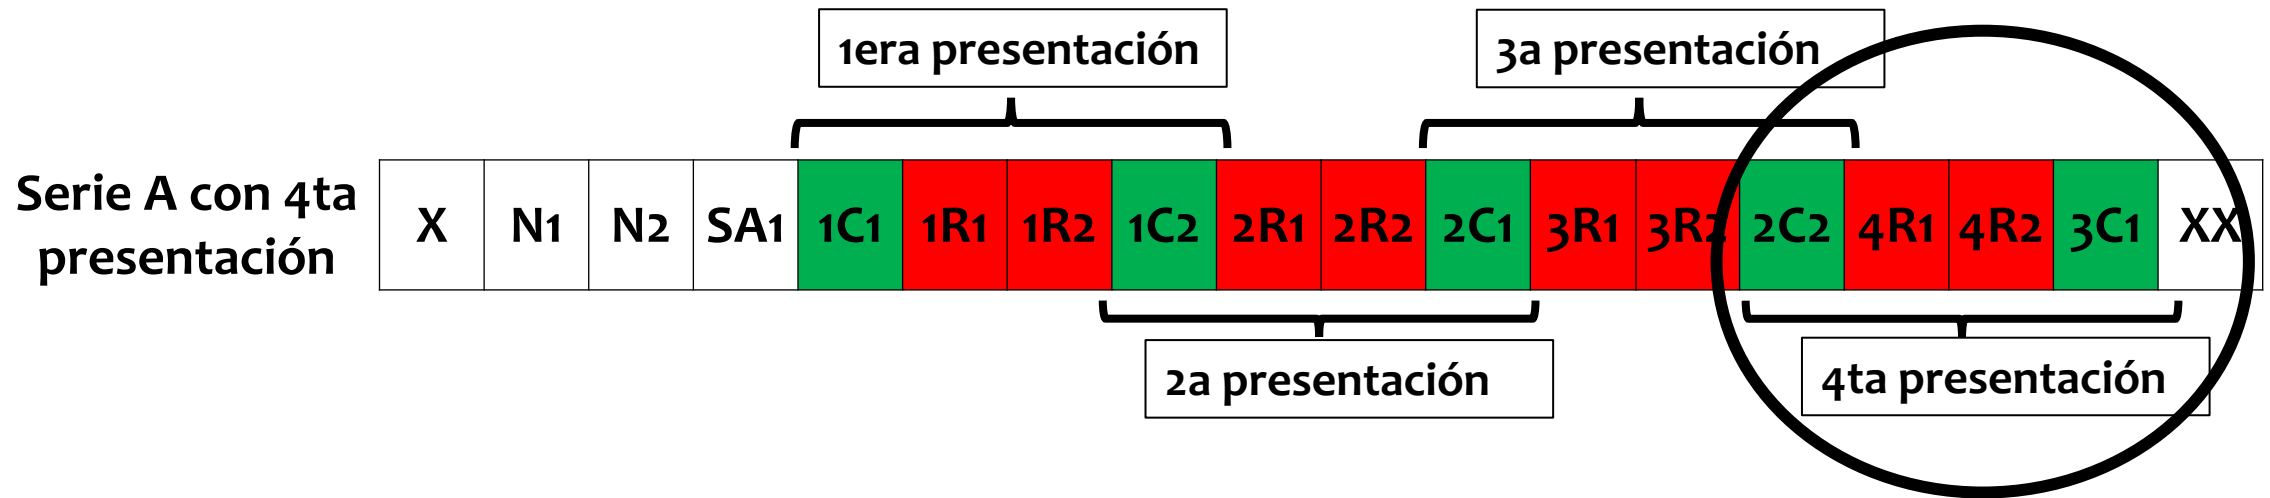 1era presentación
3a presentación
Serie A con 4ta
presentación
X N1 N2 SA1 1C1 1R1 1R2 1C2 2R1 2R2 2C1 3R1 3R2 2C2 4R1 4R2 3C1 XX
2a presentación
4ta presentación